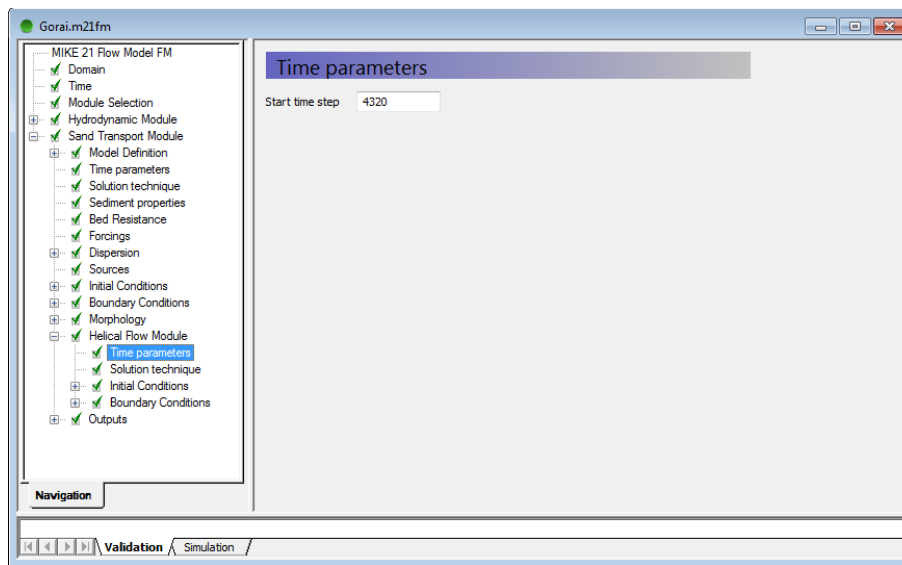 Gorai.m21fm
MIKE 21 Flow Model FM
Domain
Time
Module Selection
Hydrodynamic Module
Sand Transport Module
Model Definition
Time parameters
Solution technique
Sediment properties
Bed Resistance
Forcings
Dispersion
Sources
Initial Conditions
Boundary Conditions
Morphology
Helical Flow Module
Time parameters
Solution technique
Initial Conditions
Boundary Conditions
Outputs
Navigation
Time parameters
Start time step 4320
Validation Simulation